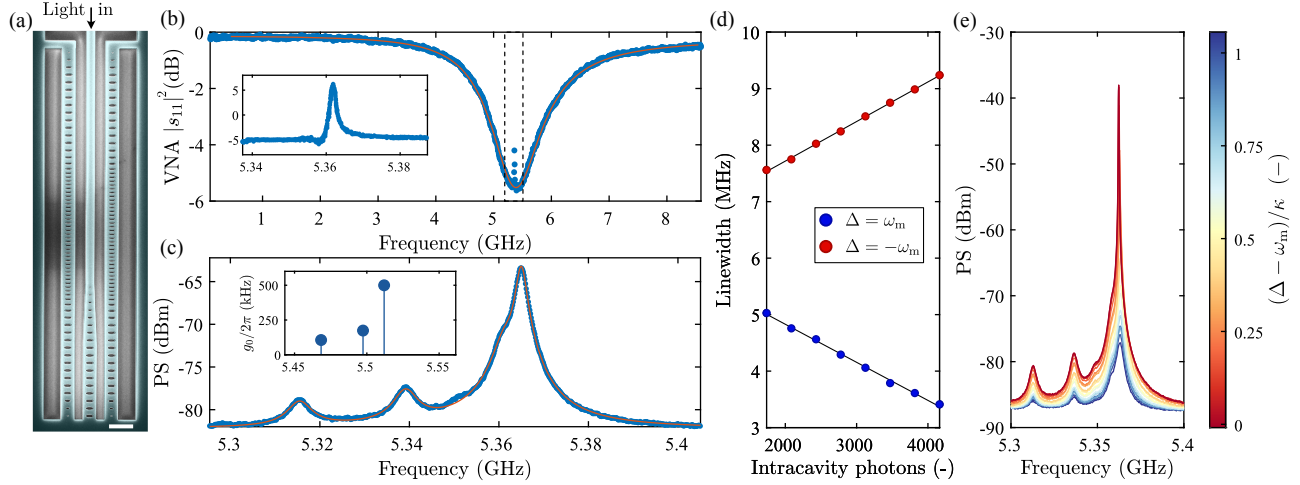 (a)
Light in
(b)
0
-2
-4
-6
VNA |s₁₁|² (dB)
5
0
-5
5.34 5.36 5.38
1 2 3 4 5 6 7 8
Frequency (GHz)
(c)
-65
-70
-75
-80
PS (dBm)
500
250
0
g₀/2π (kHz)
5.45 5.5 5.55
5.3 5.32 5.34 5.36 5.38 5.4
Frequency (GHz)
(d)
10
9
8
7
6
5
4
3
Linewidth (MHz)
Δ = ωₘ
Δ = −ωₘ
2000 3000 4000
Intracavity photons (-)
(e)
-30
-40
-50
-60
-70
-80
-90
PS (dBm)
5.3 5.35 5.4
Frequency (GHz)
1
0.75
0.5
0.25
0
(Δ − ωₘ)/κ (−)